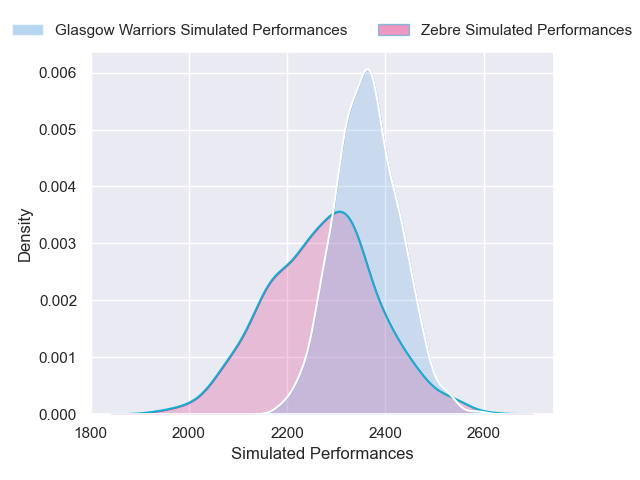 Glasgow Warriors Simulated Performances
Zebre Simulated Performances
0.006
0.005
0.004
0.003
0.002
0.001
0.000
Density
1800 2000 2200 2400 2600
Simulated Performances